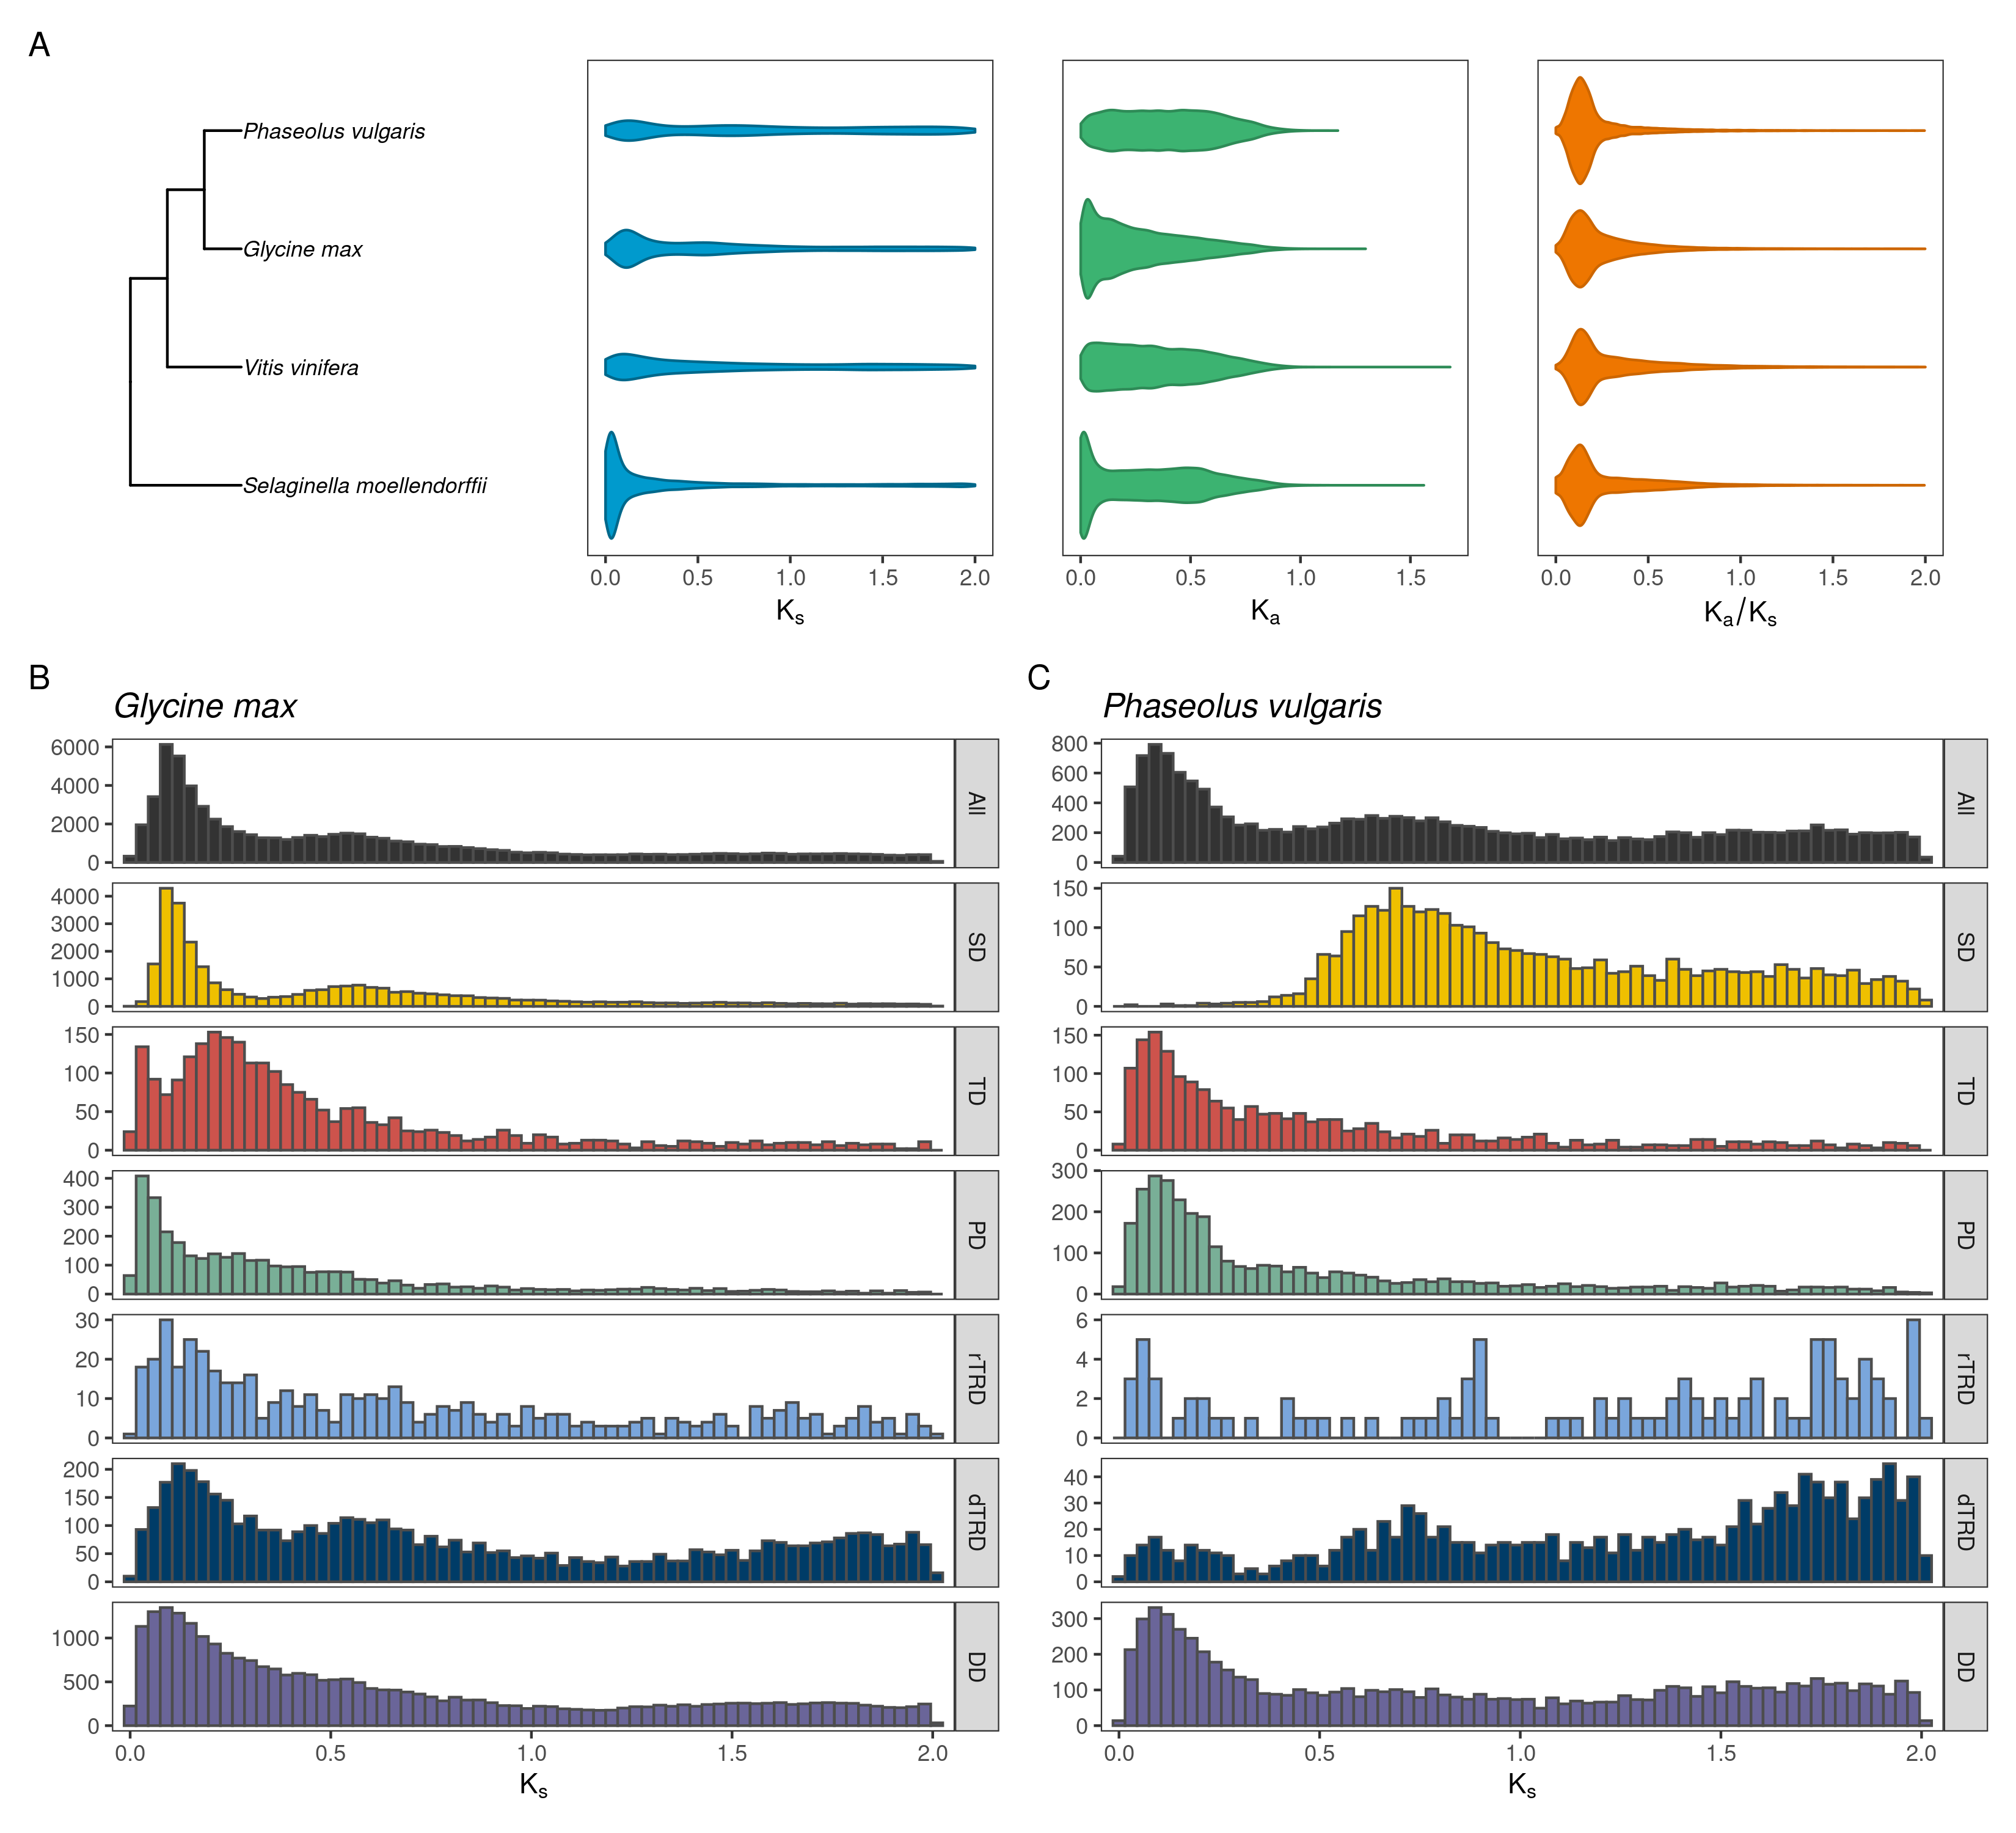 A
Phaseolus vulgaris
Glycine max
Vitis vinifera
Selaginella moellendorffii
0.0 0.5 1.0 1.5 2.0
Ks
0.0 0.5 1.0 1.5
Ka
0.0 0.5 1.0 1.5 2.0
Ka/Ks
B
Glycine max
6000
4000
2000
0
All
4000
3000
2000
1000
0
SD
150
100
50
0
TD
400
300
200
100
0
PD
30
20
10
0
rTRD
200
150
100
50
0
dTRD
1000
500
0
DD
0.0 0.5 1.0 1.5 2.0
Ks
C
Phaseolus vulgaris
800
600
400
200
0
All
150
100
50
0
SD
150
100
50
0
TD
300
200
100
0
PD
6
4
2
0
rTRD
40
30
20
10
0
dTRD
300
200
100
0
DD
0.0 0.5 1.0 1.5 2.0
Ks